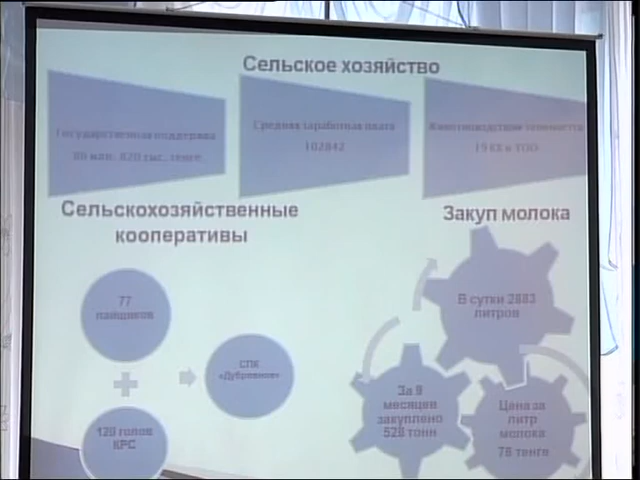 Сельское хозяйство
Государственная поддержка
80 млн. 820 тыс. тенге
Средняя заработная плата
102842
Животноводством занимается
19 КХ и ТОО
Сельскохозяйственные
кооперативы
Закуп молока
77
пайщиков
120 голов
КРС
СПК
«Дубровное»
В сутки 2883
литров
За 9
месяцев
закуплено
528 тонн
Цена за
литр
молока
78 тенге